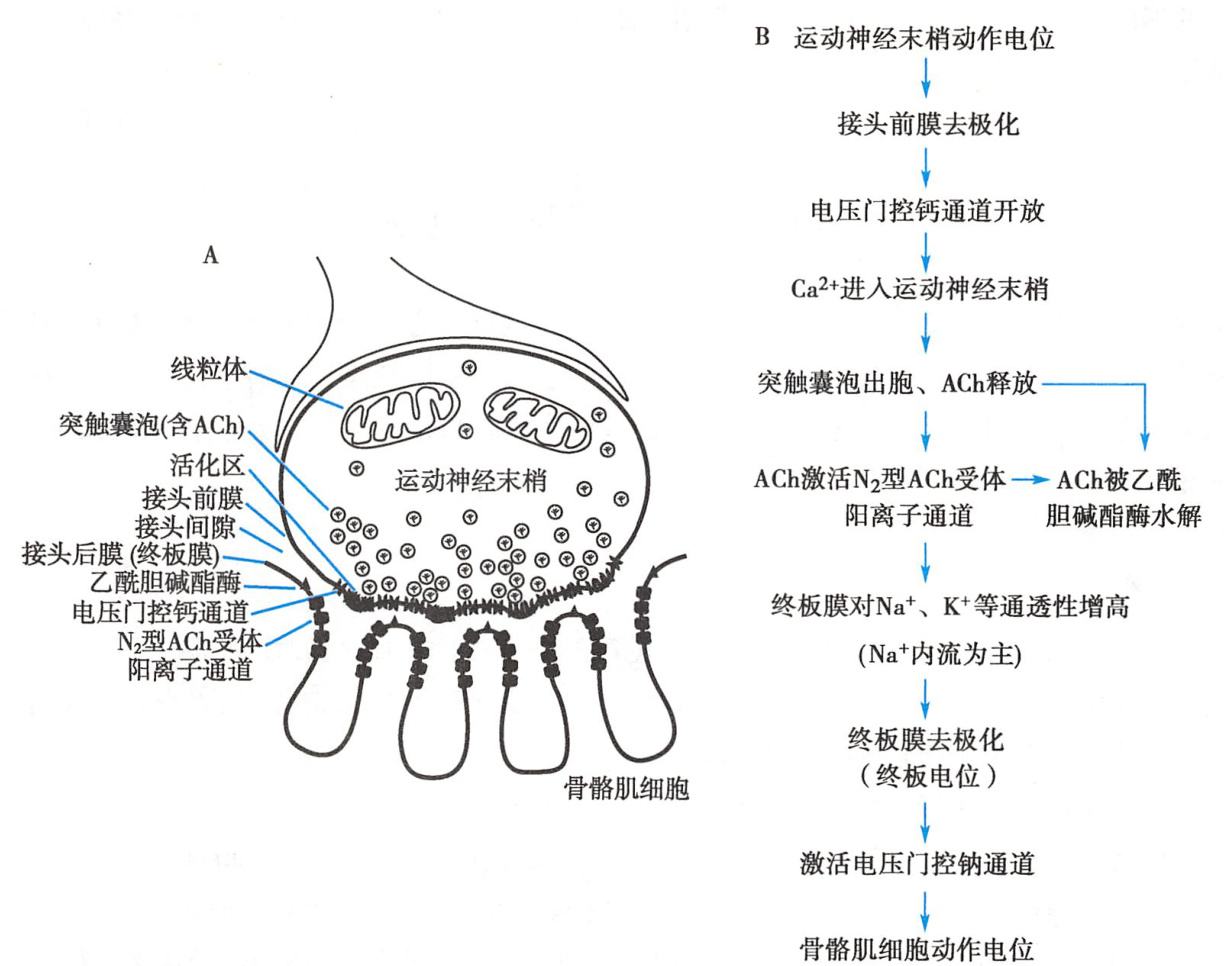 A
线粒体
突触囊泡(含ACh)
活化区
接头前膜
接头间隙
接头后膜(终板膜)
乙酰胆碱酯酶
电压门控钙通道
N₂型ACh受体
阳离子通道
运动神经末梢
骨骼肌细胞
B 运动神经末梢动作电位
接头前膜去极化
电压门控钙通道开放
Ca²⁺进入运动神经末梢
突触囊泡出胞、ACh释放
ACh激活N₂型ACh受体
阳离子通道
ACh被乙酰
胆碱酯酶水解
终板膜对Na⁺、K⁺等通透性增高
(Na⁺内流为主)
终板膜去极化
(终板电位)
激活电压门控钠通道
骨骼肌细胞动作电位